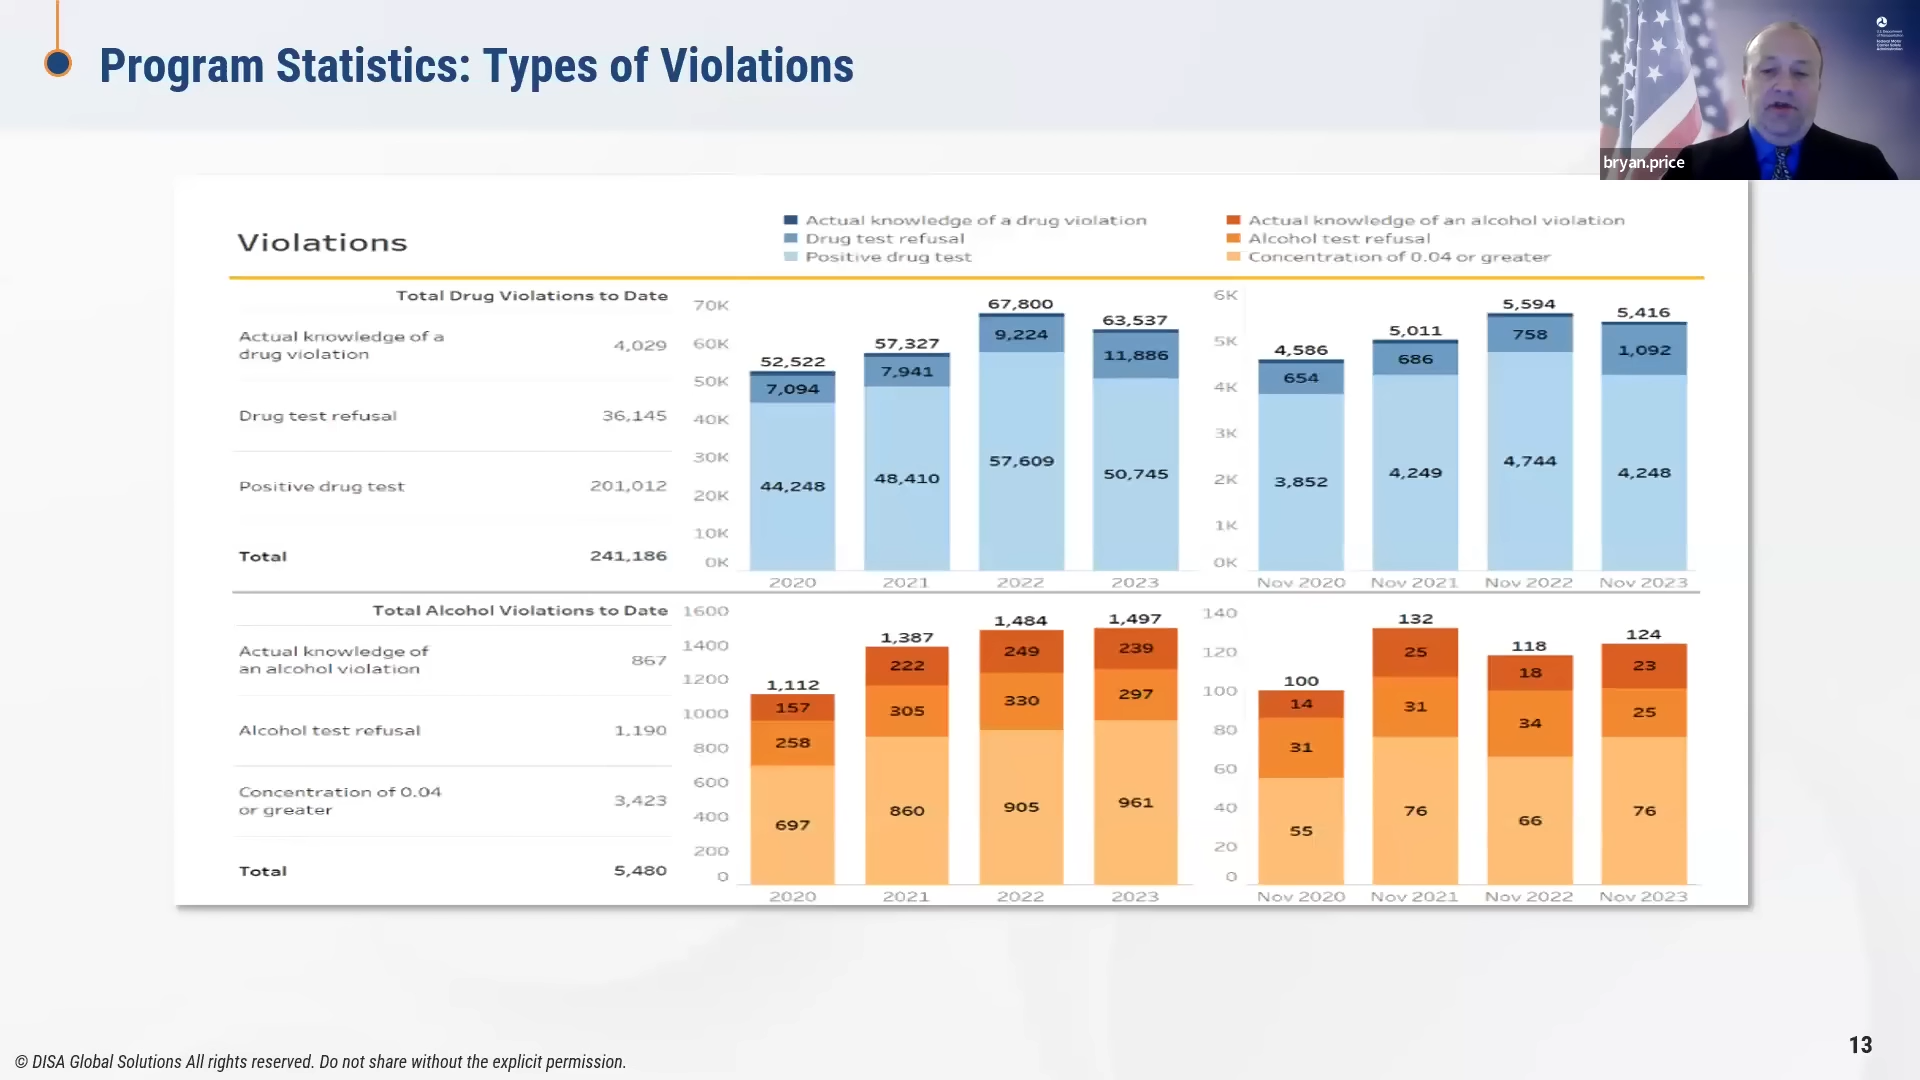 Program Statistics: Types of Violations
bryan.price
Violations
Actual knowledge of a drug violation
Drug test refusal
Positive drug test
Actual knowledge of an alcohol violation
Alcohol test refusal
Concentration of 0.04 or greater
Total Drug Violations to Date
Actual knowledge of a
drug violation
4,029
Drug test refusal 36,145
Positive drug test 201,012
Total 241,186
70K
60K
50K
40K
30K
20K
10K
0K
52,522
7,094
44,248
57,327
7,941
48,410
67,800
9,224
57,609
63,537
11,886
50,745
2020 2021 2022 2023
6K
5K
4K
3K
2K
1K
0K
4,586
654
3,852
5,011
686
4,249
5,594
758
4,744
5,416
1,092
4,248
Nov 2020 Nov 2021 Nov 2022 Nov 2023
Total Alcohol Violations to Date
Actual knowledge of
an alcohol violation
867
Alcohol test refusal 1,190
Concentration of 0.04
or greater
3,423
Total 5,480
1600
1400
1200
1000
800
600
400
200
0
1,112
157
258
697
1,387
222
305
860
1,484
249
330
905
1,497
239
297
961
2020 2021 2022 2023
140
120
100
80
60
40
20
0
100
14
31
55
132
25
31
76
118
18
34
66
124
23
25
76
Nov 2020 Nov 2021 Nov 2022 Nov 2023
© DISA Global Solutions All rights reserved. Do not share without the explicit permission.
13